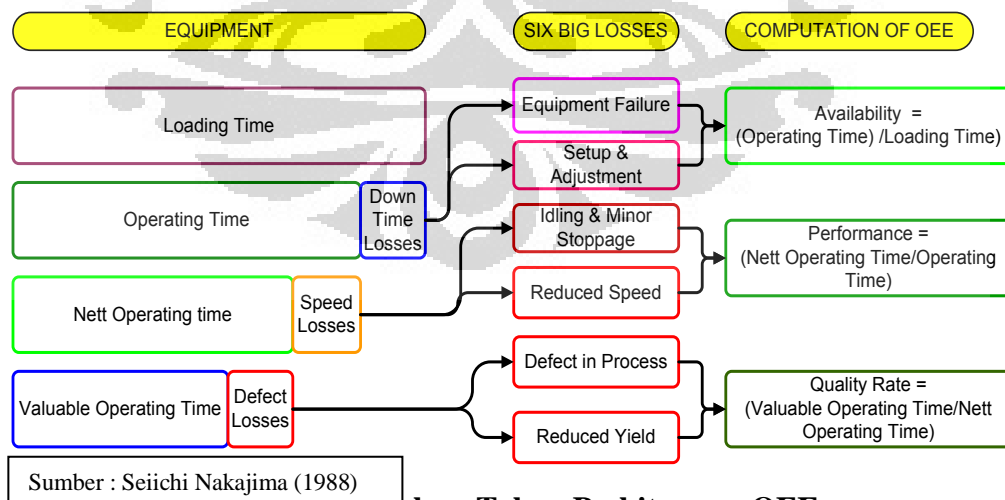 EQUIPMENT
SIX BIG LOSSES
COMPUTATION OF OEE
Loading Time
Equipment Failure
Availability =
(Operating Time) /Loading Time)
Setup &
Adjustment
Operating Time
Down
Time
Losses
Idling & Minor
Stoppage
Performance =
(Nett Operating Time/Operating
Time)
Nett Operating time
Speed
Losses
Reduced Speed
Defect in Process
Valuable Operating Time
Defect
Losses
Reduced Yield
Quality Rate =
(Valuable Operating Time/Nett
Operating Time)
Sumber : Seiichi Nakajima (1988)
OEE